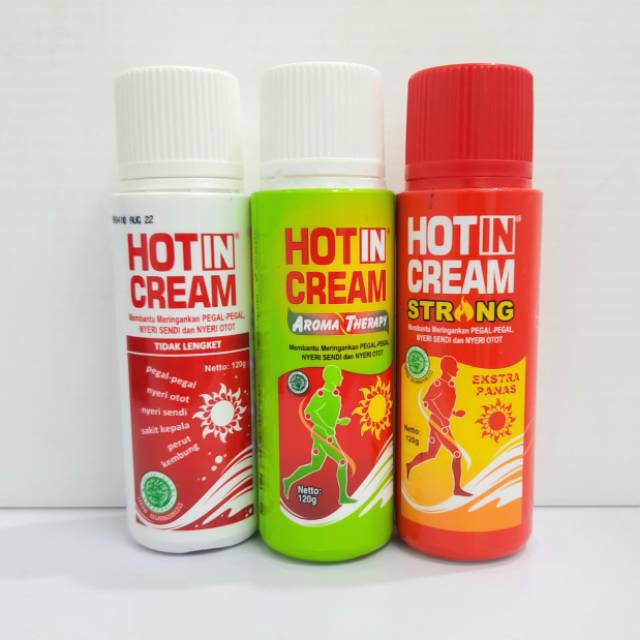 AUG 22
HOT IN®
CREAM
Membantu Meringankan PEGAL-PEGAL,
NYERI SENDI dan NYERI OTOT
TIDAK LENGKET
Netto: 120g
pegal-pegal
nyeri otot
nyeri sendi
sakit kepala
perut
kembung
HOT IN®
CREAM
AROMA THERAPY
Membantu Meringankan PEGAL-PEGAL,
NYERI SENDI dan NYERI OTOT
Netto:
120g
HOT IN®
CREAM
STRONG
Membantu Meringankan PEGAL-PEGAL,
NYERI SENDI dan NYERI OTOT
EKSTRA
PANAS
Netto:
120g